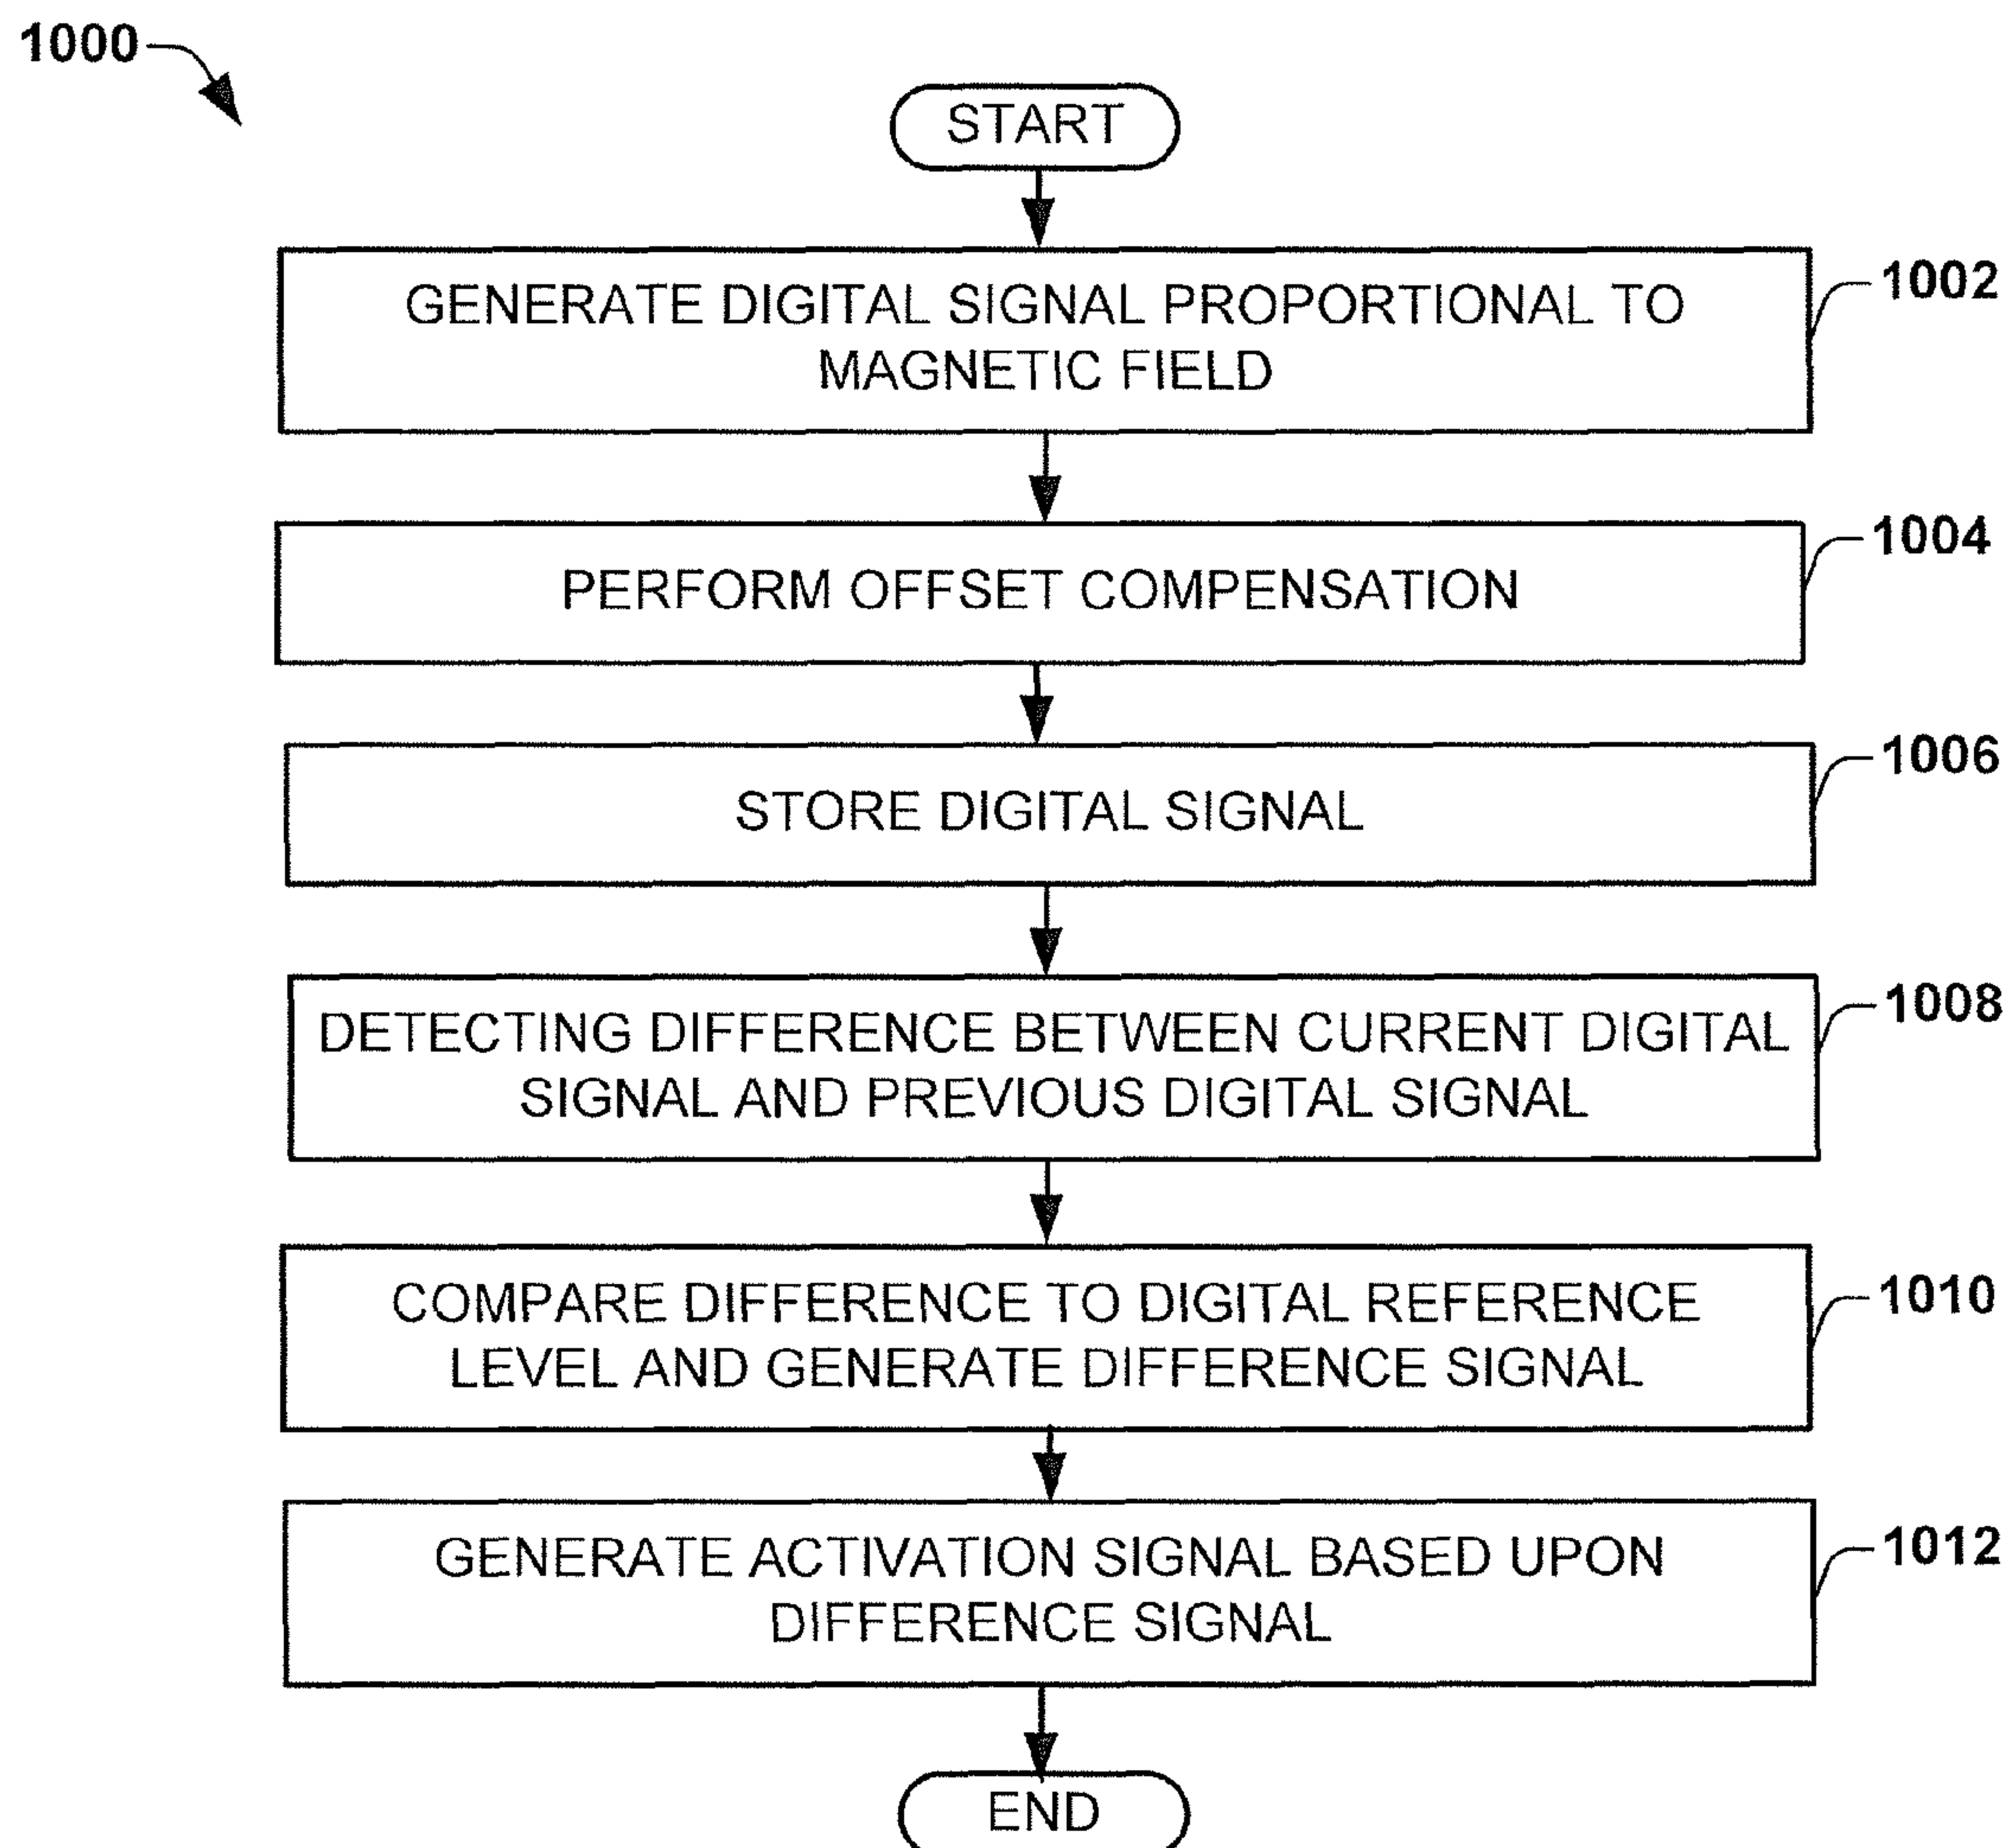 1000
START
GENERATE DIGITAL SIGNAL PROPORTIONAL TO
MAGNETIC FIELD
1002
PERFORM OFFSET COMPENSATION
1004
STORE DIGITAL SIGNAL
1006
DETECTING DIFFERENCE BETWEEN CURRENT DIGITAL
SIGNAL AND PREVIOUS DIGITAL SIGNAL
1008
COMPARE DIFFERENCE TO DIGITAL REFERENCE
LEVEL AND GENERATE DIFFERENCE SIGNAL
1010
GENERATE ACTIVATION SIGNAL BASED UPON
DIFFERENCE SIGNAL
1012
END